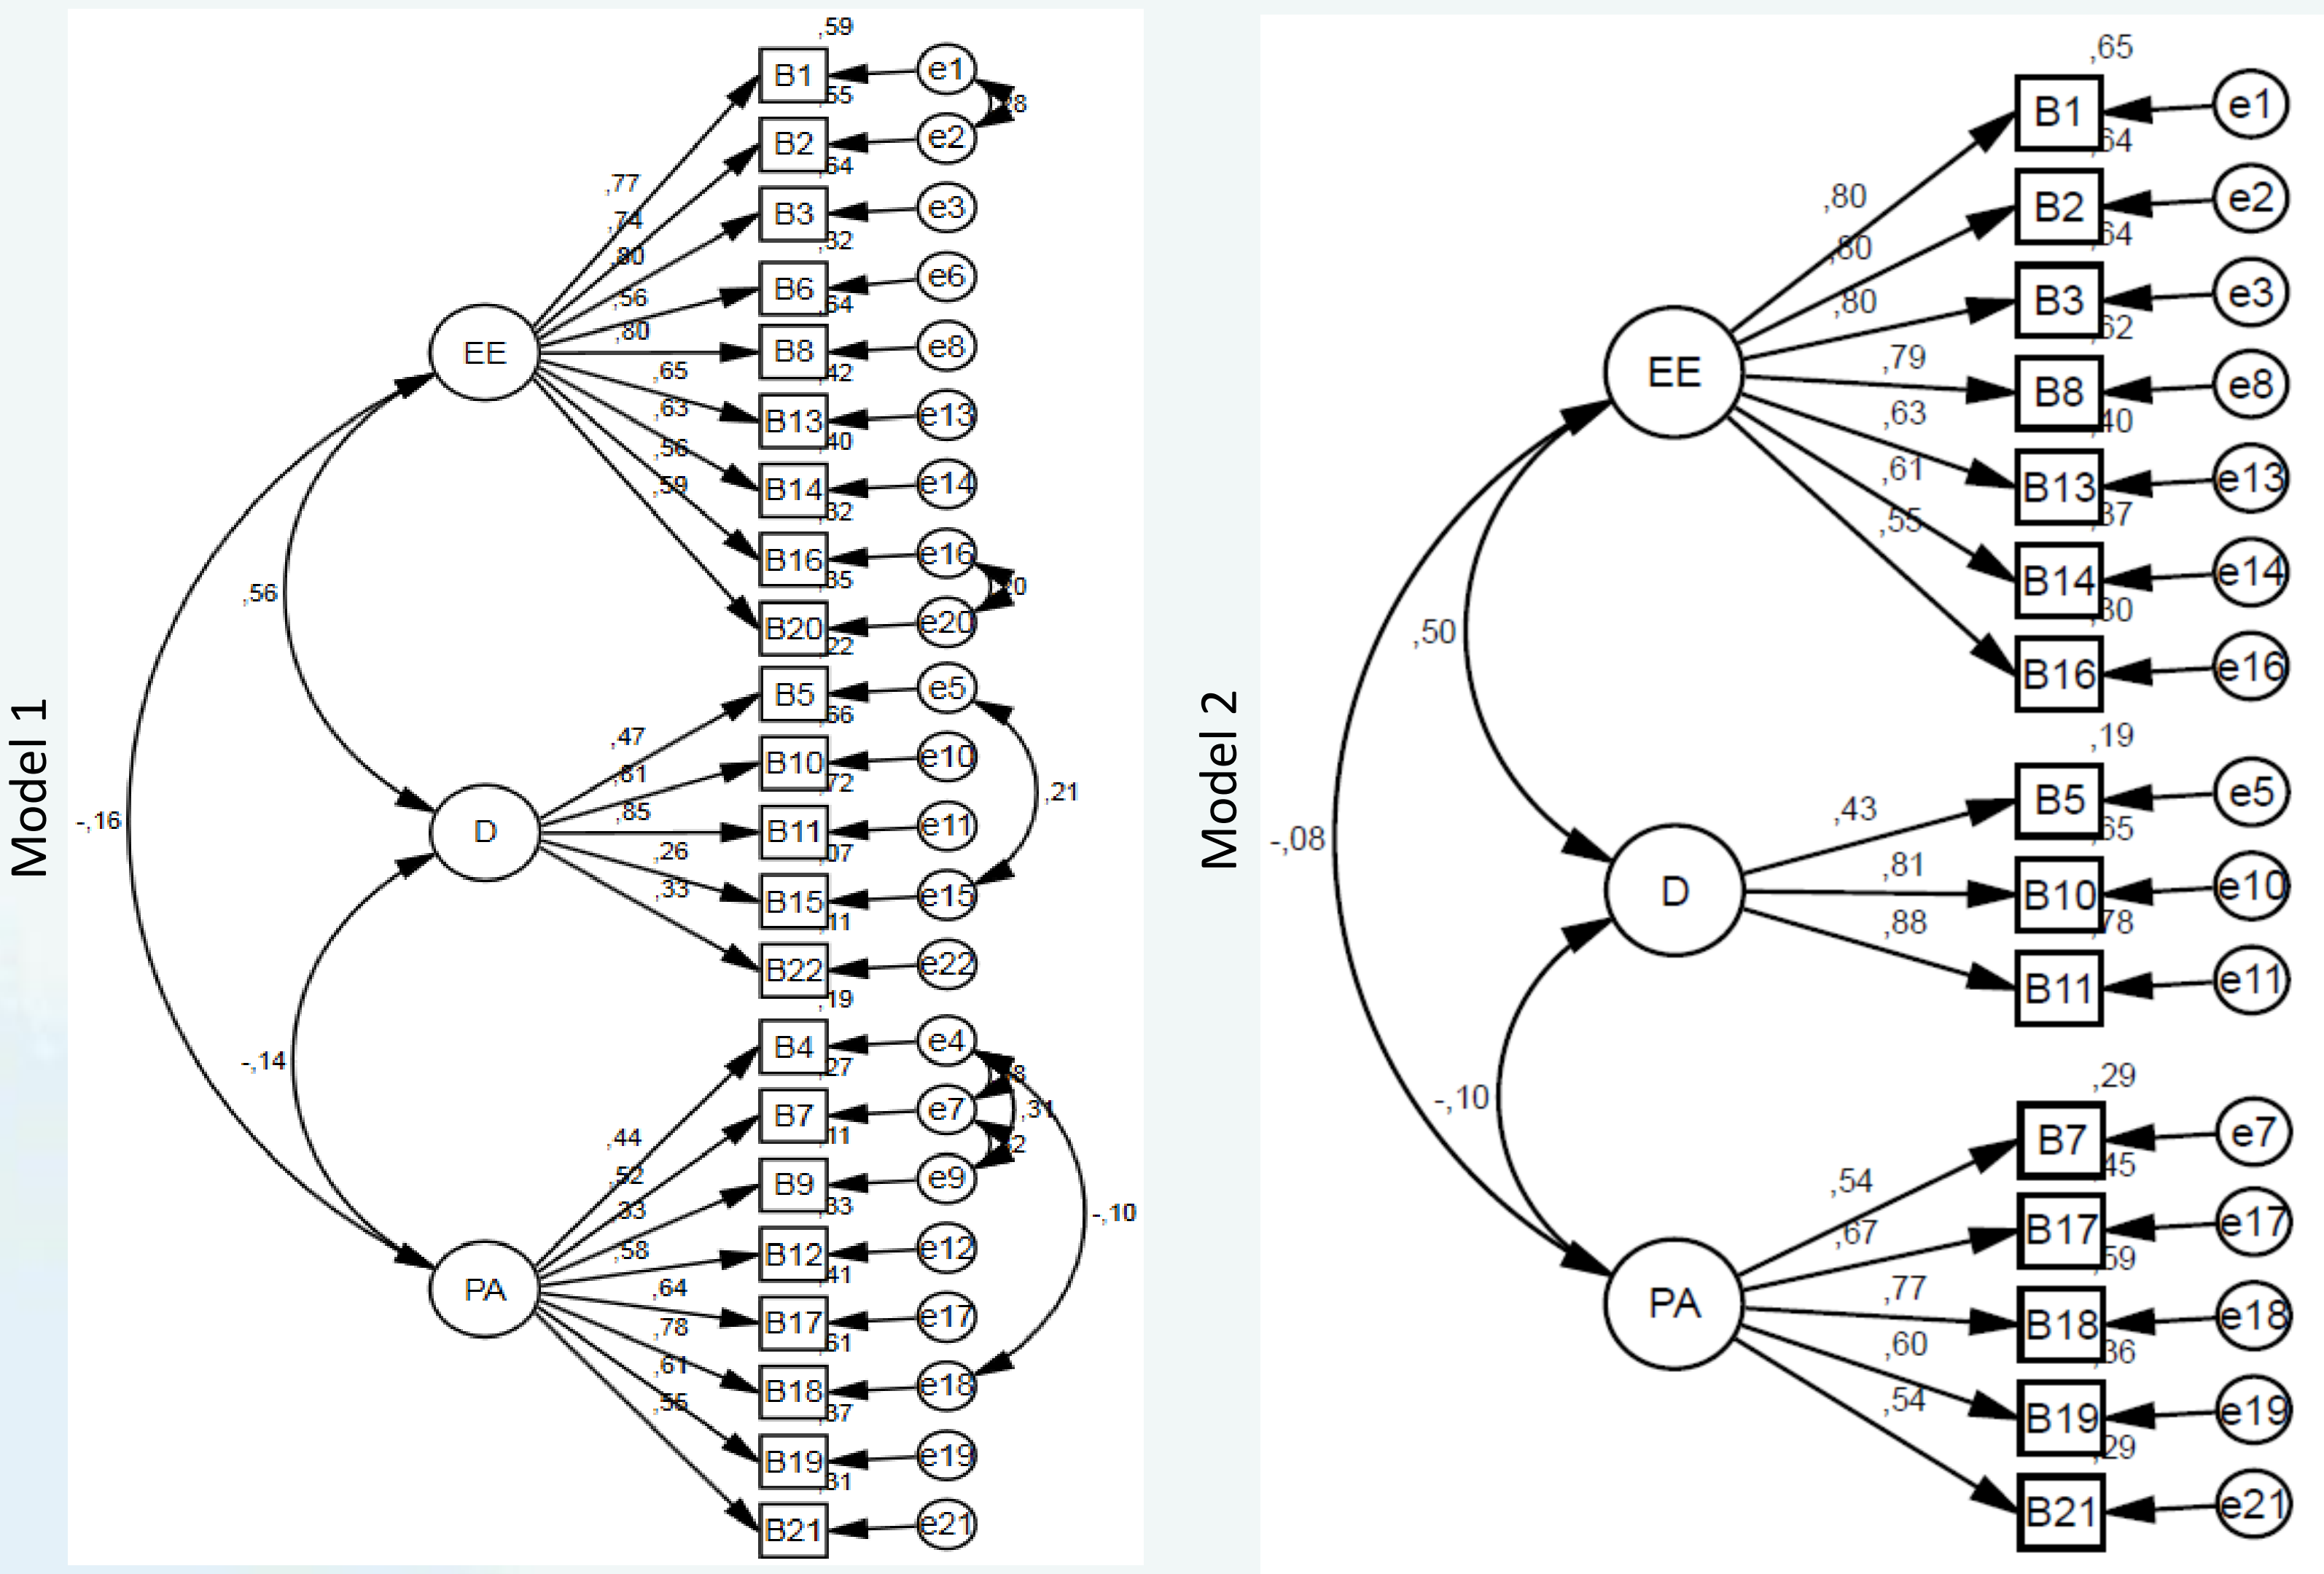 Model 1
,59
B1
e1
,55
B2
e2
,64
B3
e3
,32
B6
e6
,64
B8
e8
,42
B13
e13
,40
B14
e14
,32
B16
e16
,35
B20
e20
,20
,22
,77
,74
,80
,56
,80
,65
,63
,56
,59
EE
,56
B5
e5
,66
B10
e10
,72
B11
e11
,07
B15
e15
,11
B22
e22
,21
,47
,81
,85
,26
,33
D
-,16
-,14
,19
B4
e4
,27
B7
e7
,31
,11
B9
e9
,33
B12
e12
-,10
,41
B17
e17
,61
B18
e18
,37
B19
e19
,31
B21
e21
,44
,52
,33
,58
,64
,78
,61
,55
PA
Model 2
,65
B1
e1
,64
B2
e2
,64
B3
e3
,62
B8
e8
,40
B13
e13
,37
B14
e14
,30
B16
e16
,80
,80
,80
,79
,63
,61
,55
EE
,50
,19
B5
e5
,65
B10
e10
,78
B11
e11
,43
,81
,88
D
-,08
-,10
,29
B7
e7
,45
B17
e17
,59
B18
e18
,36
B19
e19
,29
B21
e21
,54
,67
,77
,60
,54
PA